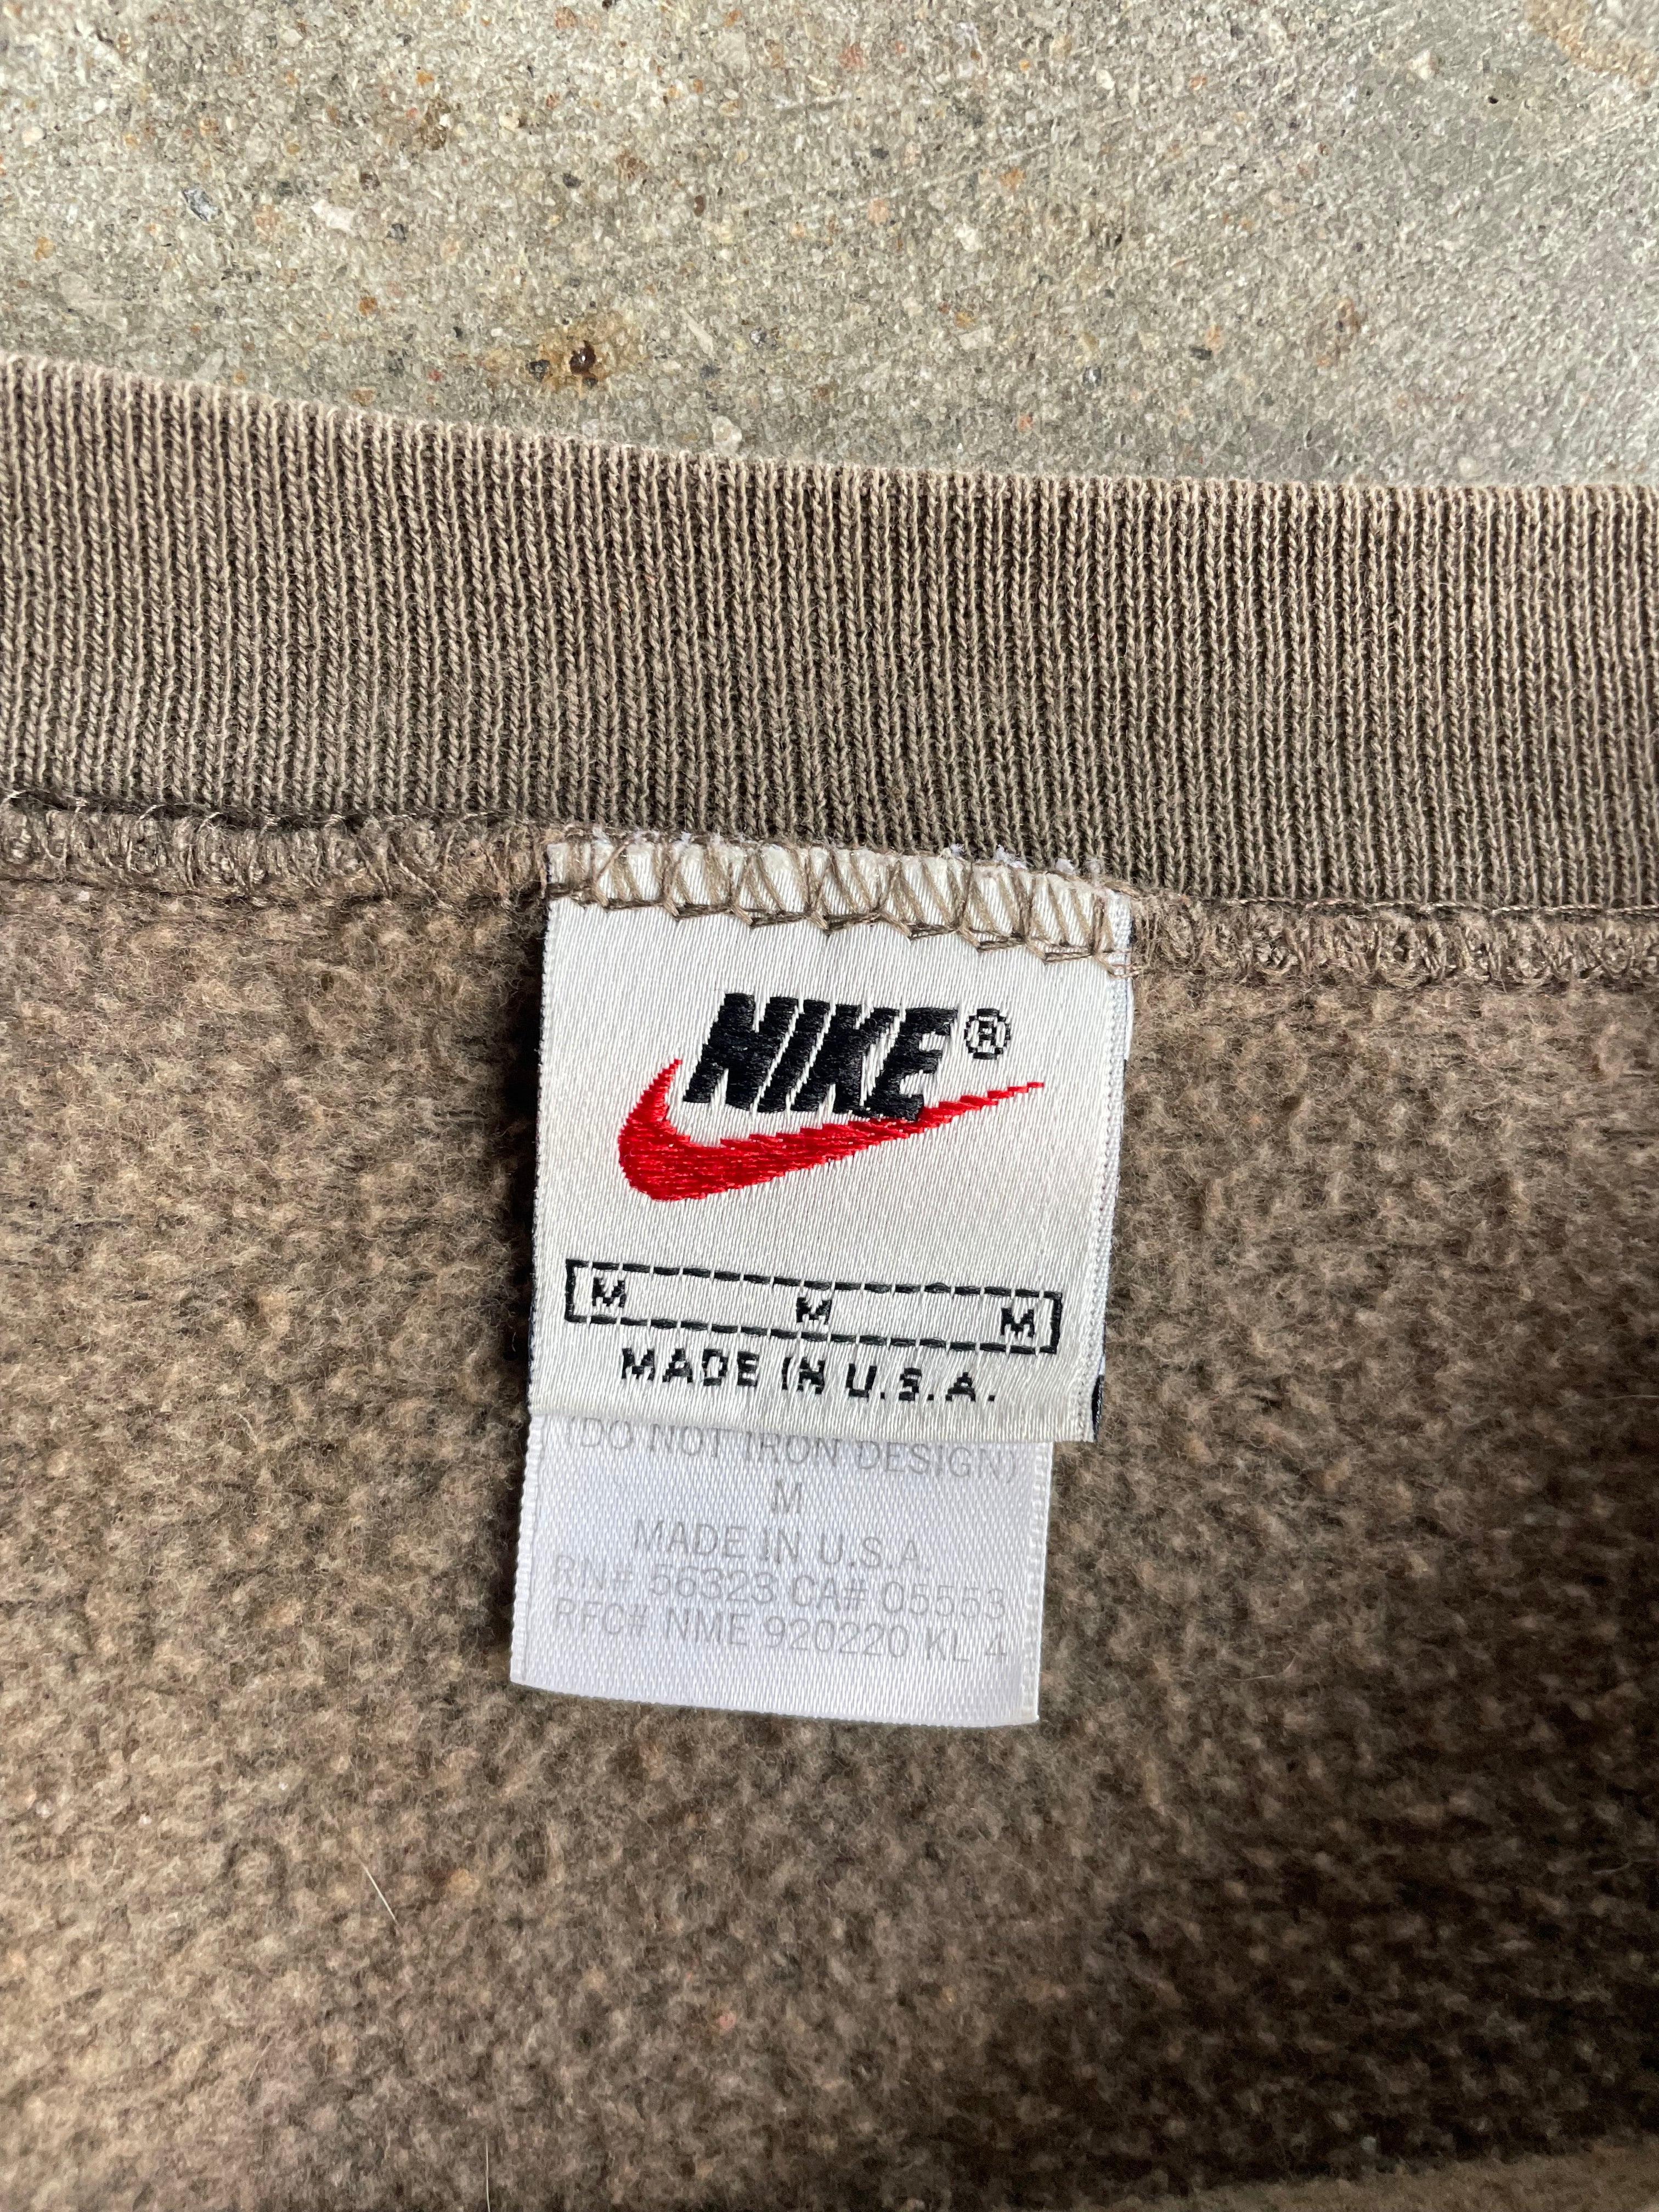 NIKE®
M M M
MADE IN U.S.A.
(DO NOT IRON DESIGN)
M
MADE IN U.S.A.
RN# 56323 CA# 05553
RFC# NME 920220 KL 4